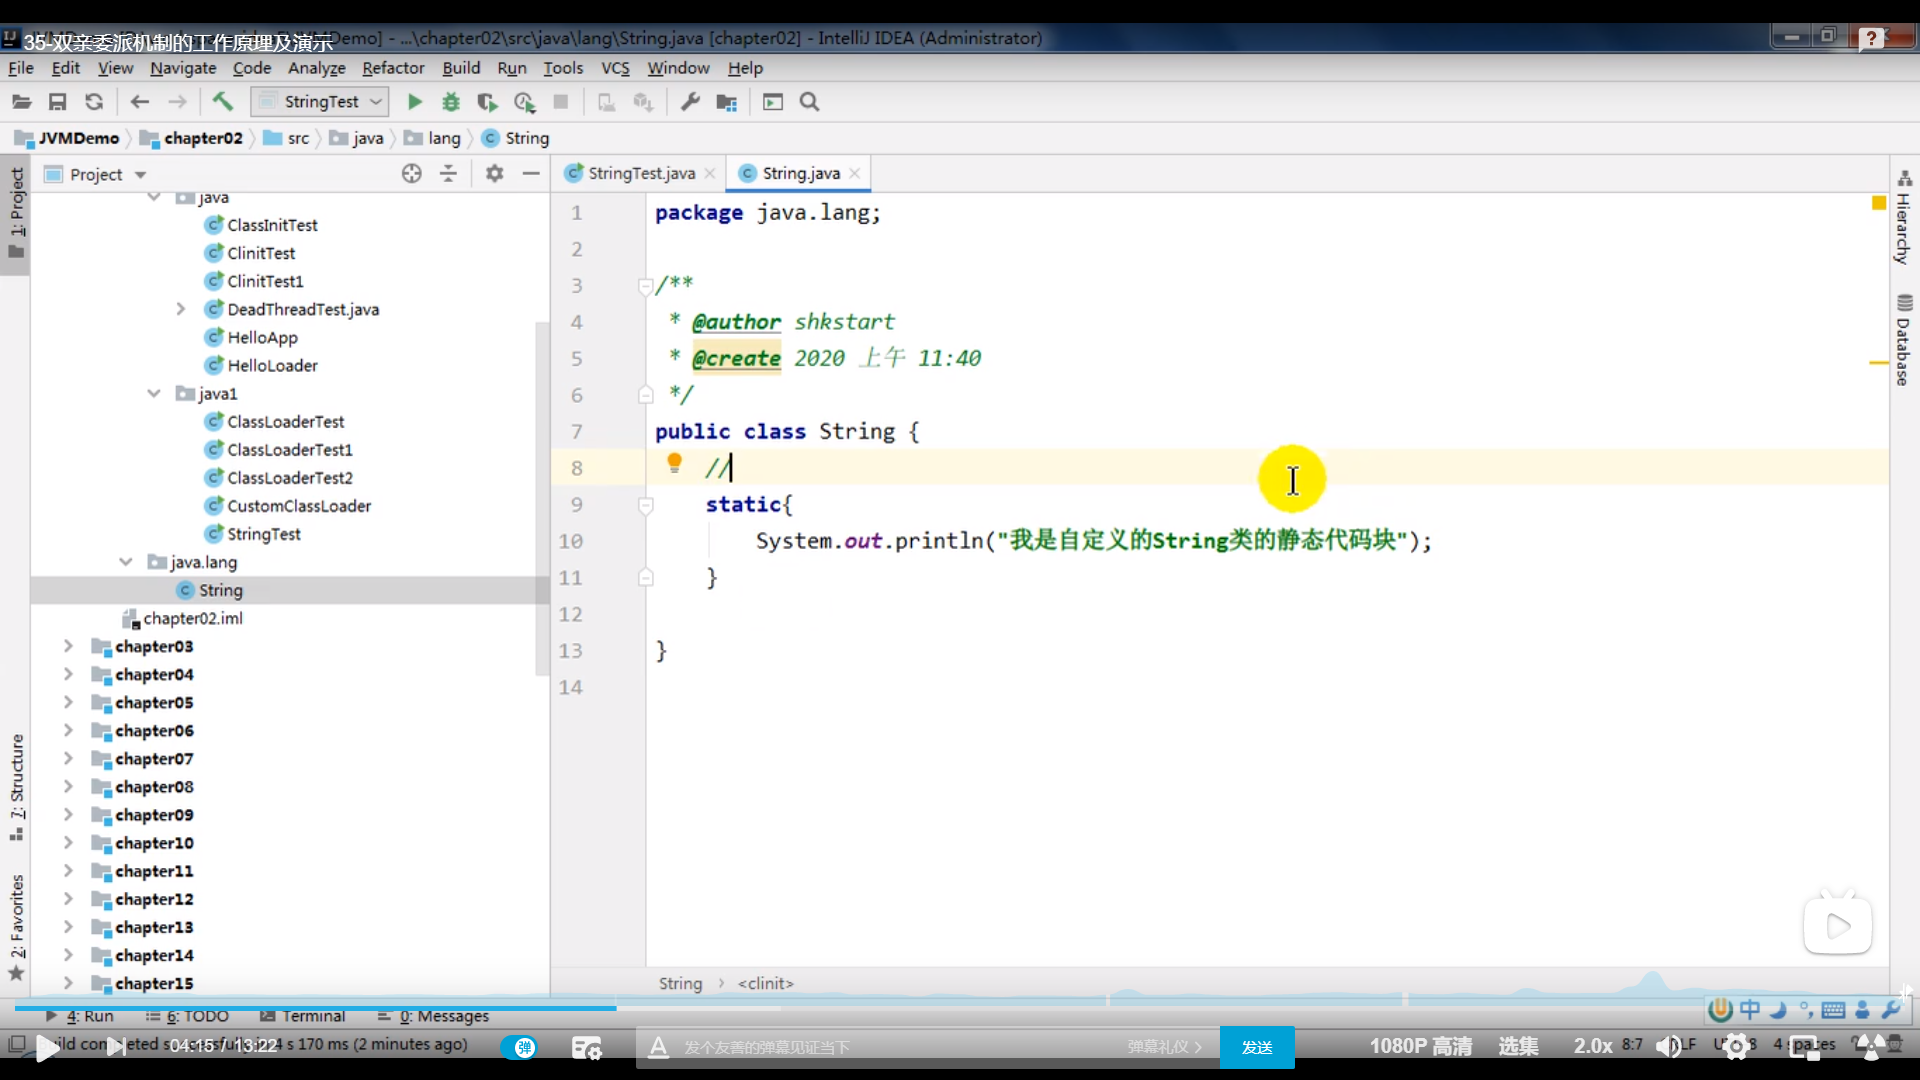 35-双亲委派机制的工作原理及演示
Demo] - ...\chapter02\src\java\lang\String.java [chapter02] - IntelliJ IDEA (Administrator)
File Edit View Navigate Code Analyze Refactor Build Run Tools VCS Window Help
StringTest
JVMDemo chapter02 src java lang String
1: Project
Project
StringTest.java
String.java
java
ClassInitTest
ClinitTest
ClinitTest1
DeadThreadTest.java
HelloApp
HelloLoader
java1
ClassLoaderTest
ClassLoaderTest1
ClassLoaderTest2
CustomClassLoader
StringTest
java.lang
String
chapter02.iml
chapter03
chapter04
chapter05
chapter06
chapter07
chapter08
chapter09
chapter10
chapter11
chapter12
chapter13
chapter14
chapter15
7: Structure
2: Favorites
1 package java.lang;
2
3 /**
4 * @author shkstart
5 * @create 2020 上午 11:40
6 */
7 public class String {
8 //
9 static{
10 System.out.println("我是自定义的String类的静态代码块");
11 }
12
13 }
14
Hierarchy
Database
String > <clinit>
4: Run 6: TODO Terminal 0: Messages
中
04:15 / 13:22
170 ms (2 minutes ago)
弹
发个友善的弹幕见证当下
弹幕礼仪 >
发送
1080P 高清
选集
2.0x
8:7
4 spaces